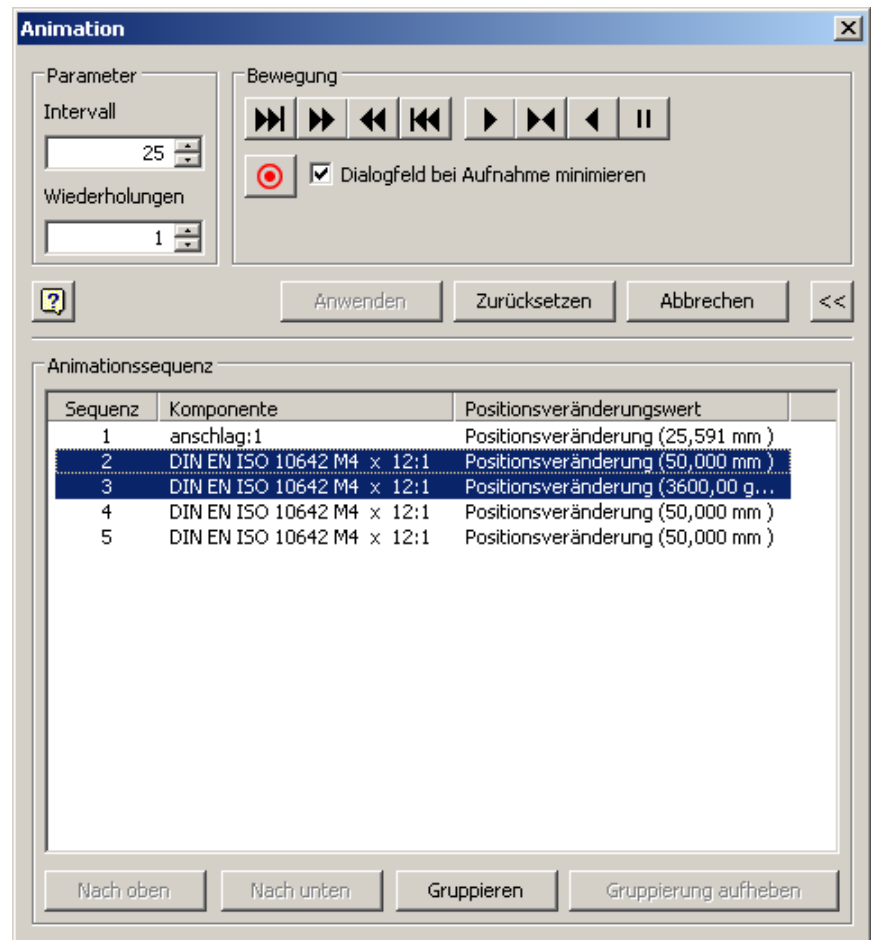 Animation
Parameter
Bewegung
Intervall
25
Dialogfeld bei Aufnahme minimieren
Wiederholungen
1
Anwenden Zurücksetzen Abbrechen <<
Animationssequenz
Sequenz Komponente Positionsveränderungswert
1 anschlag:1 Positionsveränderung (25,591 mm )
2 DIN EN ISO 10642 M4 x 12:1 Positionsveränderung (50,000 mm )
3 DIN EN ISO 10642 M4 x 12:1 Positionsveränderung (3600,00 g...
4 DIN EN ISO 10642 M4 x 12:1 Positionsveränderung (50,000 mm )
5 DIN EN ISO 10642 M4 x 12:1 Positionsveränderung (50,000 mm )
Nach oben Nach unten Gruppieren Gruppierung aufheben